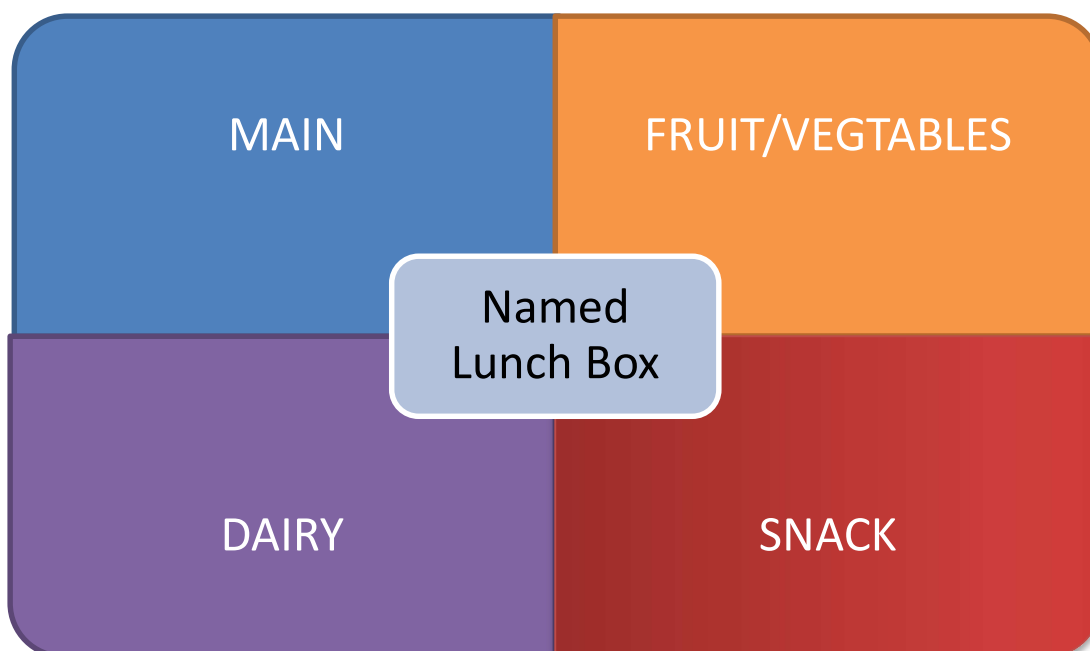 MAIN
FRUIT/VEGTABLES
Named
Lunch Box
DAIRY
SNACK